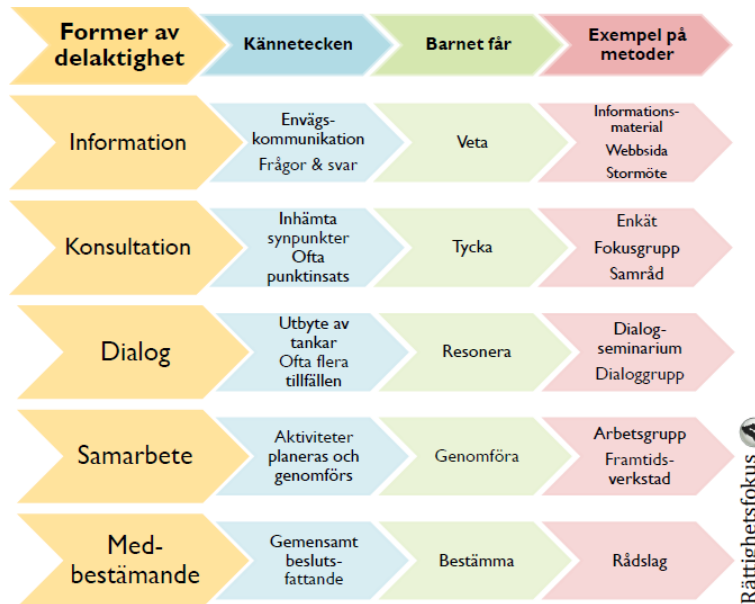 Former av
delaktighet
Kännetecken
Barnet får
Exempel på
metoder
Information
Envägs-
kommunikation
Frågor & svar
Veta
Informations-
material
Webbsida
Stormöte
Konsultation
Inhämta
synpunkter
Ofta
punktinsats
Tycka
Enkät
Fokusgrupp
Samråd
Dialog
Utbyte av
tankar
Ofta flera
tillfällen
Resonera
Dialog-
seminarium
Dialoggrupp
Samarbete
Aktiviteter
planeras och
genomförs
Genomföra
Arbetsgrupp
Framtids-
verkstad
Med-
bestämande
Gemensamt
besluts-
fattande
Bestämma
Rådslag
Rättighetsfokus